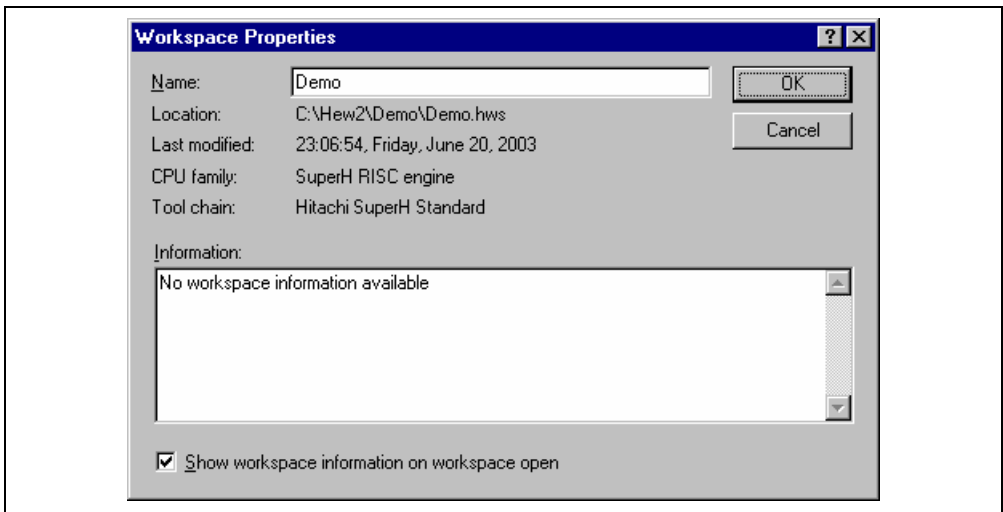 Workspace Properties
Name: Demo OK
Location: C:\Hew2\Demo\Demo.hws
Cancel
Last modified: 23:06:54, Friday, June 20, 2003
CPU family: SuperH RISC engine
Tool chain: Hitachi SuperH Standard
Information:
No workspace information available
Show workspace information on workspace open